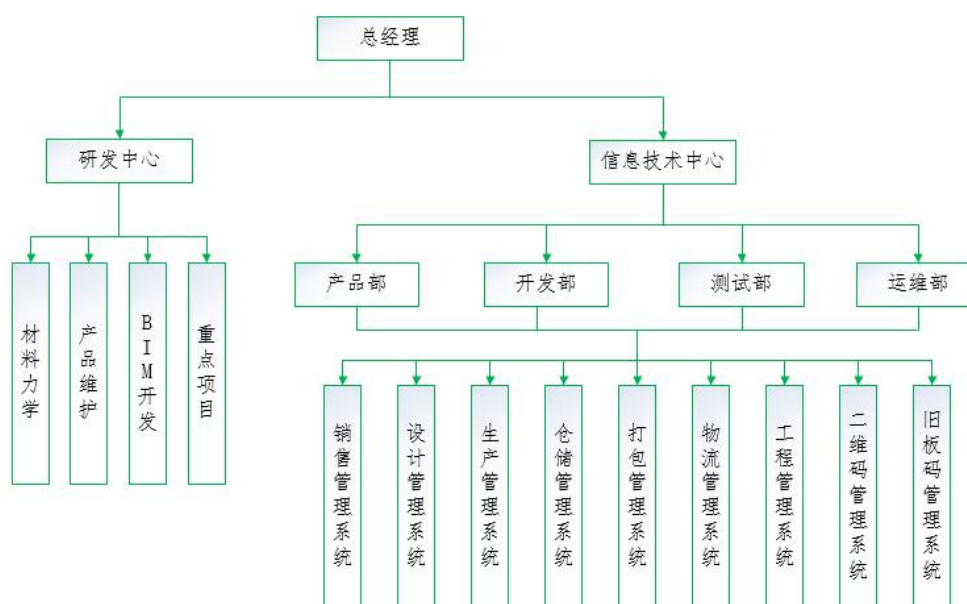 总经理
研发中心
信息技术中心
产品部
开发部
测试部
运维部
材料力学
产品维护
BIM开发
重点项目
销售管理系统
设计管理系统
生产管理系统
仓储管理系统
打包管理系统
物流管理系统
工程管理系统
二维码管理系统
旧板码管理系统